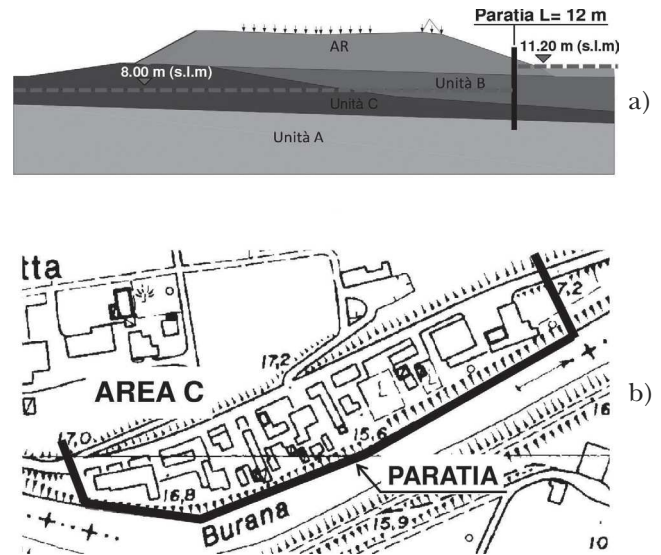 Paratia L= 12 m
AR
11.20 m (s.l.m)
8.00 m (s.l.m)
Unità B
Unità C
Unità A
a)
tta
7,2
17,2
AREA C
b)
17,0
15,6
16
16,8
PARATIA
Burana
15,9
10